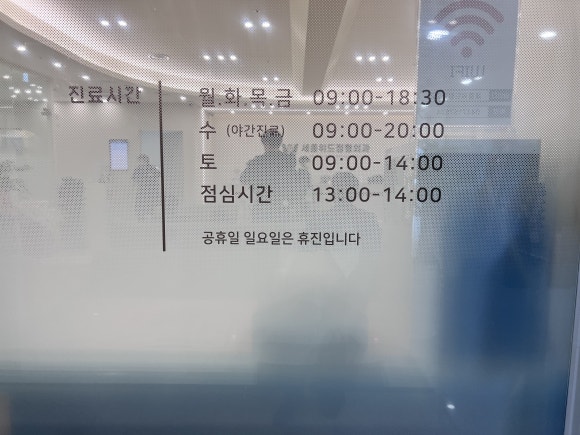 진료시간
월.화.목.금 09:00-18:30
수 (야간진료) 09:00-20:00
토 09:00-14:00
점심시간 13:00-14:00
공휴일 일요일은 휴진입니다
WIFI